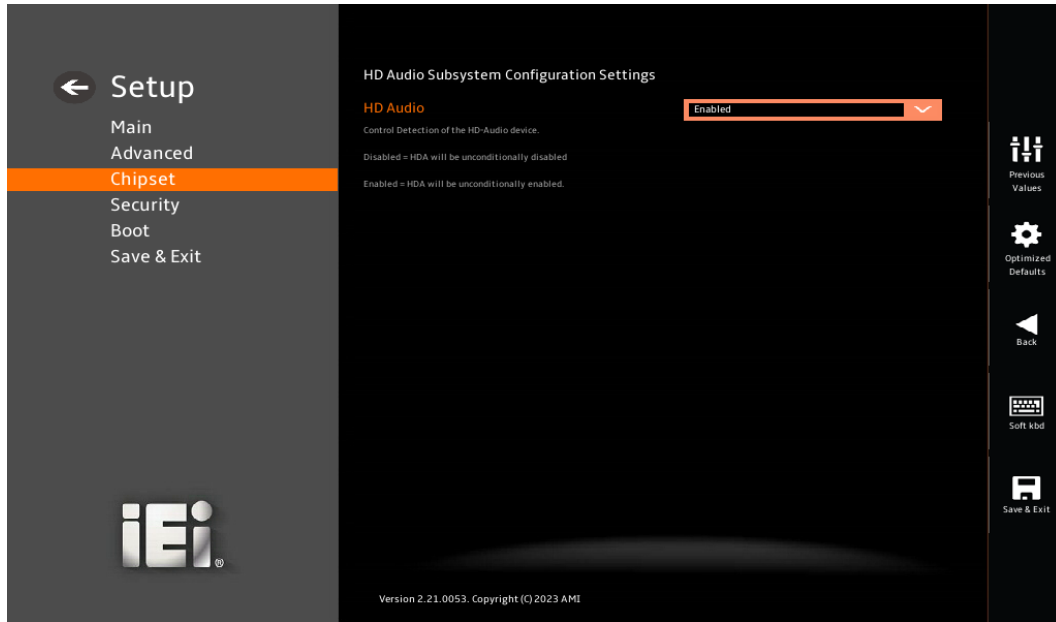 Setup
Main
Advanced
Chipset
Security
Boot
Save & Exit
iEi®
HD Audio Subsystem Configuration Settings
HD Audio
Enabled
Control Detection of the HD-Audio device.
Disabled = HDA will be unconditionally disabled
Enabled = HDA will be unconditionally enabled.
Version 2.21.0053. Copyright (C) 2023 AMI
Previous
Values
Optimized
Defaults
Back
Soft kbd
Save & Exit